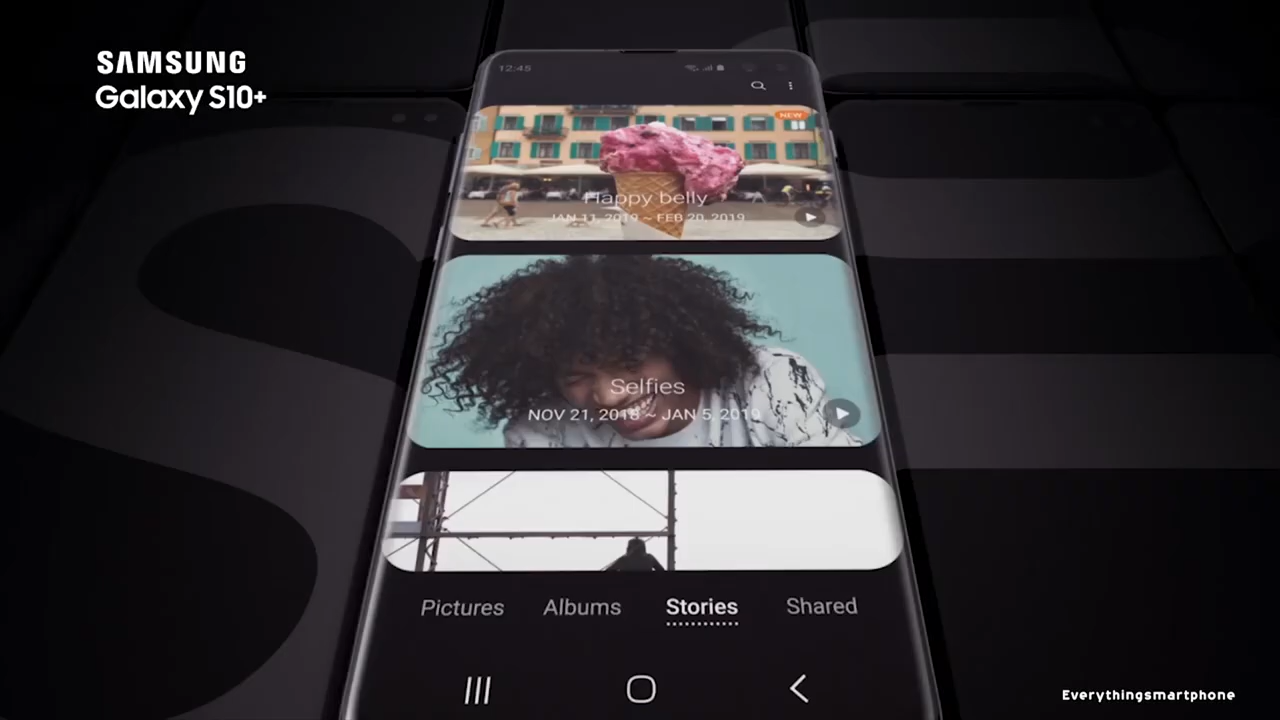 SAMSUNG
Galaxy S10+
12:45
NEW
Happy belly
JAN 11, 2019 ~ FEB 20, 2019
Selfies
NOV 21, 2018 ~ JAN 5, 2019
Pictures Albums Stories Shared
Everythingsmartphone